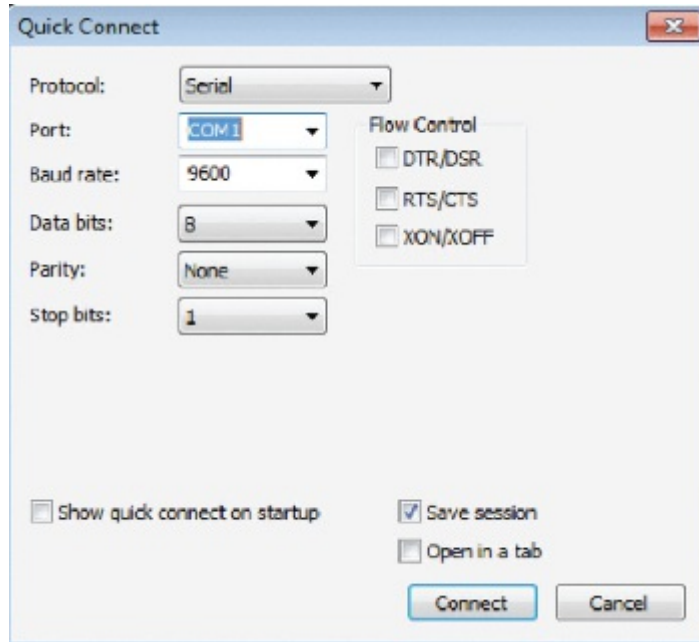 Quick Connect
Protocol: Serial
Port: COM1
Flow Control
DTR/DSR
Baud rate: 9600
RTS/CTS
Data bits: 8
XON/XOFF
Parity: None
Stop bits: 1
Show quick connect on startup
Save session
Open in a tab
Connect
Cancel